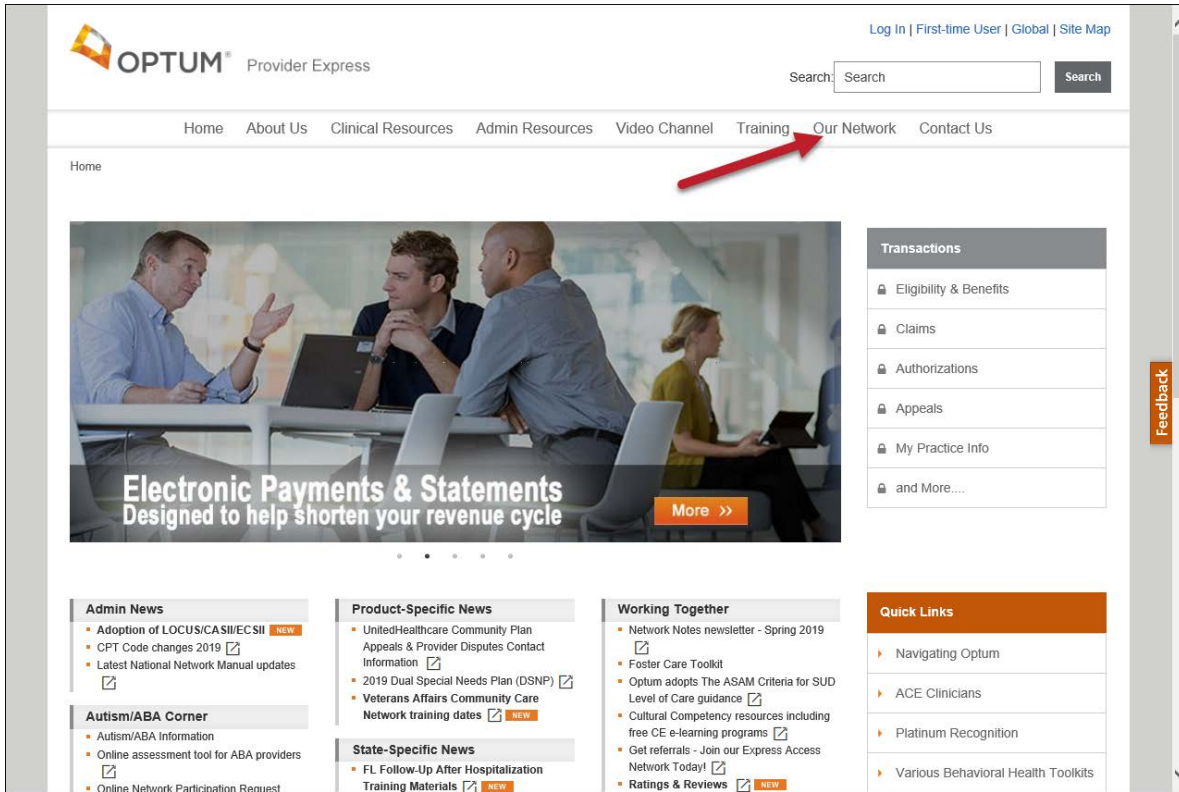 Log In | First-time User | Global | Site Map
OPTUM® Provider Express
Search: Search Search
Home About Us Clinical Resources Admin Resources Video Channel Training Our Network Contact Us
Home
Electronic Payments & Statements
Designed to help shorten your revenue cycle
More >>
Transactions
Eligibility & Benefits
Claims
Authorizations
Appeals
My Practice Info
and More....
Feedback
Admin News
Adoption of LOCUS/CASII/ECSII NEW
CPT Code changes 2019
Latest National Network Manual updates
Autism/ABA Corner
Autism/ABA Information
Online assessment tool for ABA providers
Online Network Participation Request
Product-Specific News
UnitedHealthcare Community Plan
Appeals & Provider Disputes Contact
Information
2019 Dual Special Needs Plan (DSNP)
Veterans Affairs Community Care
Network training dates NEW
State-Specific News
FL Follow-Up After Hospitalization
Training Materials NEW
Working Together
Network Notes newsletter - Spring 2019
Foster Care Toolkit
Optum adopts The ASAM Criteria for SUD
Level of Care guidance
Cultural Competency resources including
free CE e-learning programs
Get referrals - Join our Express Access
Network Today!
Ratings & Reviews NEW
Quick Links
Navigating Optum
ACE Clinicians
Platinum Recognition
Various Behavioral Health Toolkits